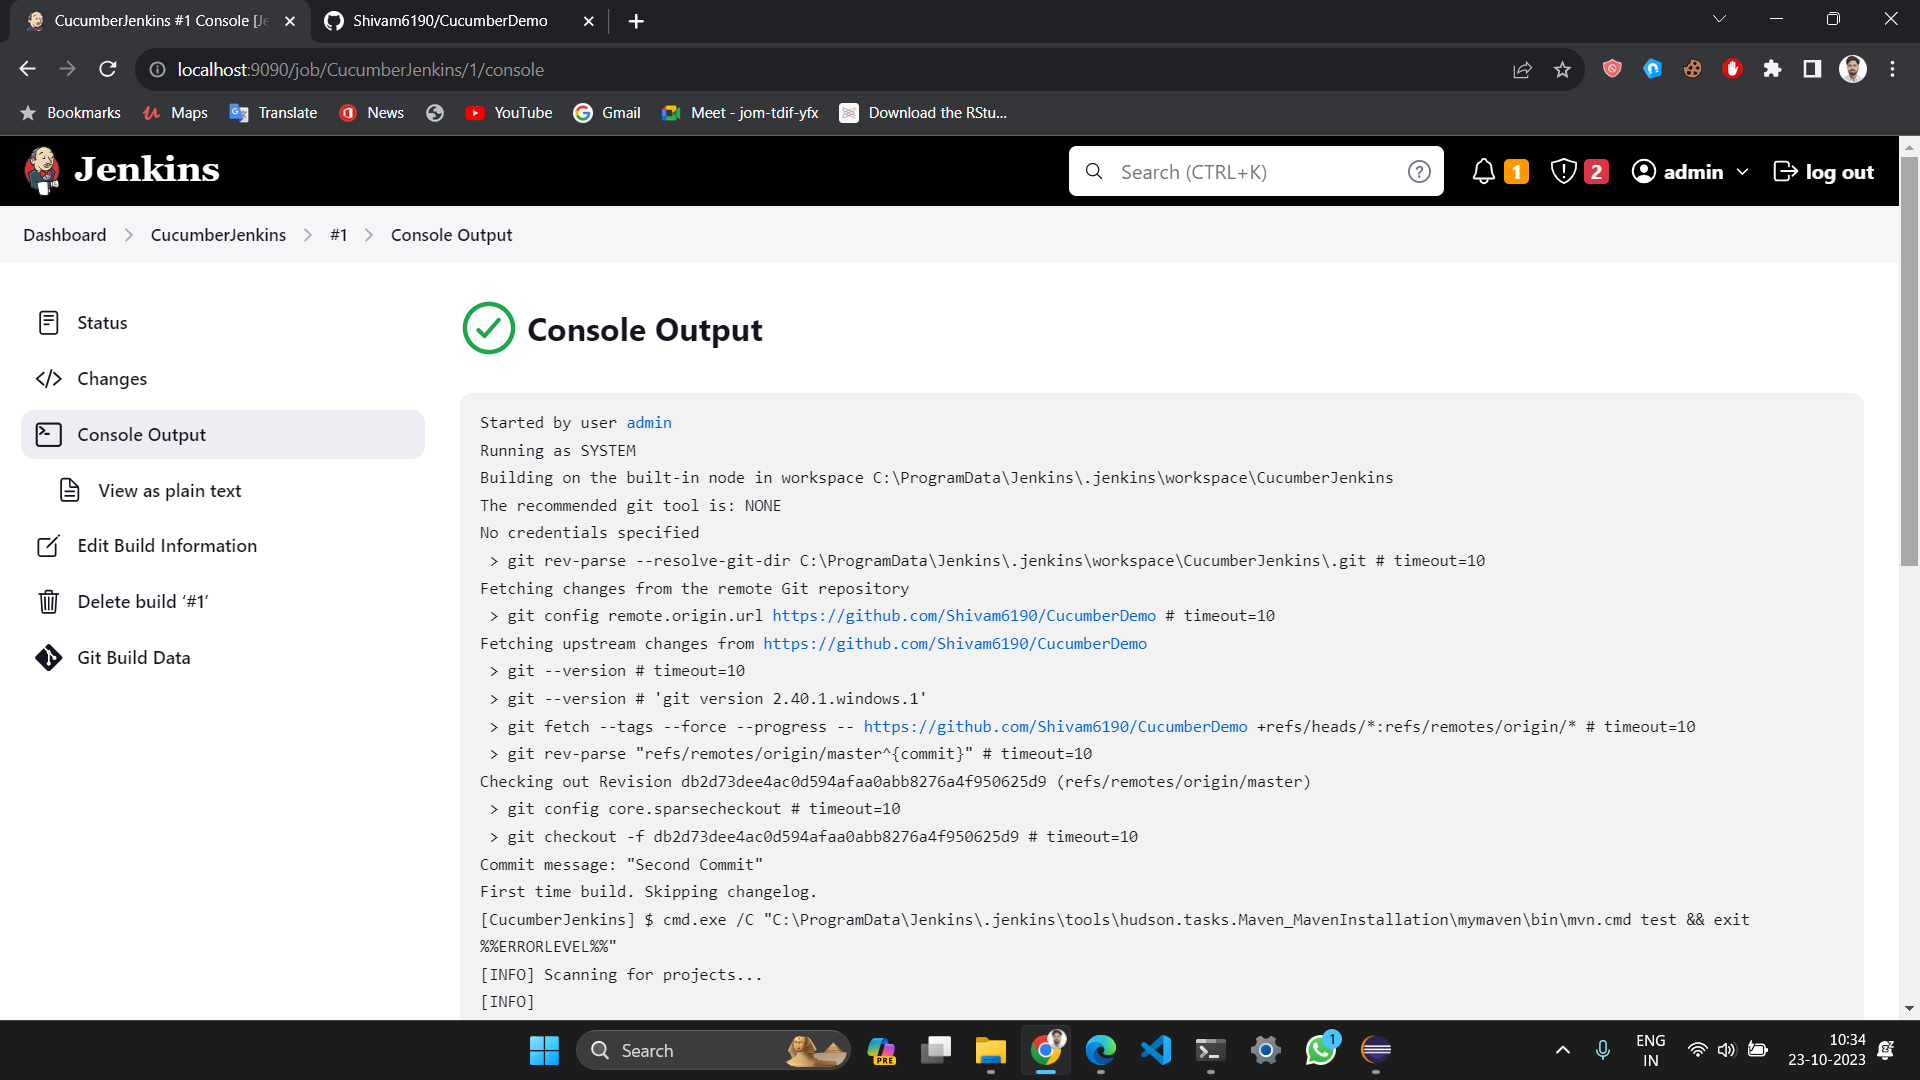 CucumberJenkins #1 Console [Je
Shivam6190/CucumberDemo
localhost:9090/job/CucumberJenkins/1/console
Bookmarks
Maps
Translate
News
YouTube
Gmail
Meet - jom-tdif-yfx
Download the RStu...
Jenkins
Search (CTRL+K)
1
2
admin
log out
Dashboard
CucumberJenkins
#1
Console Output
Status
Changes
Console Output
View as plain text
Edit Build Information
Delete build ‘#1’
Git Build Data
Console Output
Started by user admin
Running as SYSTEM
Building on the built-in node in workspace C:\ProgramData\Jenkins\.jenkins\workspace\CucumberJenkins
The recommended git tool is: NONE
No credentials specified
> git rev-parse --resolve-git-dir C:\ProgramData\Jenkins\.jenkins\workspace\CucumberJenkins\.git # timeout=10
Fetching changes from the remote Git repository
> git config remote.origin.url https://github.com/Shivam6190/CucumberDemo # timeout=10
Fetching upstream changes from https://github.com/Shivam6190/CucumberDemo
> git --version # timeout=10
> git --version # 'git version 2.40.1.windows.1'
> git fetch --tags --force --progress -- https://github.com/Shivam6190/CucumberDemo +refs/heads/*:refs/remotes/origin/* # timeout=10
> git rev-parse "refs/remotes/origin/master^{commit}" # timeout=10
Checking out Revision db2d73dee4ac0d594afaa0abb8276a4f950625d9 (refs/remotes/origin/master)
> git config core.sparsecheckout # timeout=10
> git checkout -f db2d73dee4ac0d594afaa0abb8276a4f950625d9 # timeout=10
Commit message: "Second Commit"
First time build. Skipping changelog.
[CucumberJenkins] $ cmd.exe /C "C:\ProgramData\Jenkins\.jenkins\tools\hudson.tasks.Maven_MavenInstallation\mymaven\bin\mvn.cmd test && exit
%%ERRORLEVEL%%"
[INFO] Scanning for projects...
[INFO]
Search
PRE
1
ENG
IN
10:34
23-10-2023